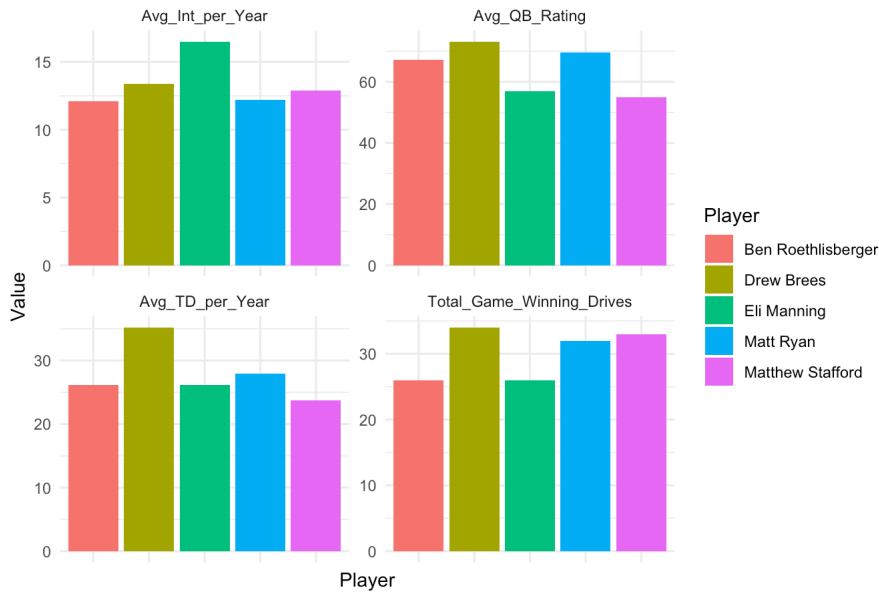 Avg_Int_per_Year
Avg_QB_Rating
15
10
5
0
60
40
20
0
Avg_TD_per_Year
Total_Game_Winning_Drives
30
20
10
0
30
20
10
0
Value
Player
Player
Ben Roethlisberger
Drew Brees
Eli Manning
Matt Ryan
Matthew Stafford